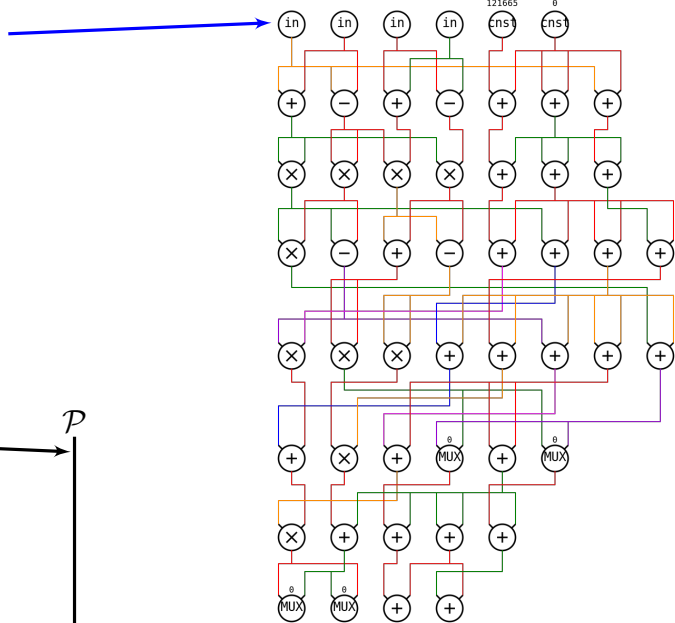 121665 0
in in in in cnst cnst
+ − + − + + +
× × × × + + +
× − + − + + + +
× × × + + + + +
𝒫
0 0
+ × + MUX + MUX
× + + + +
0 0
MUX MUX + +